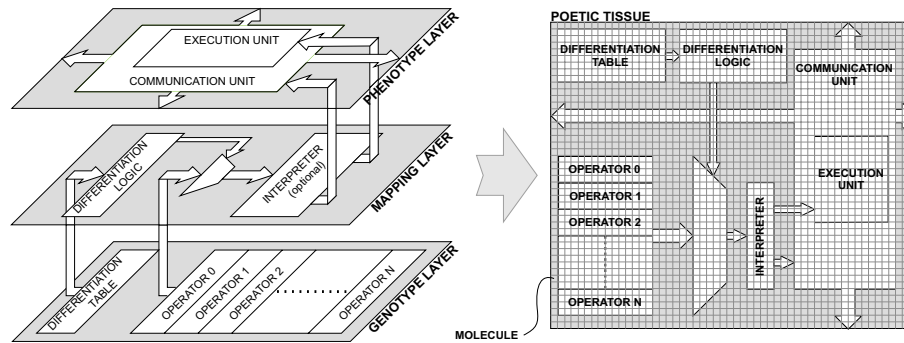 EXECUTION UNIT
COMMUNICATION UNIT
PHENOTYPE LAYER
DIFFERENTIATION
LOGIC
INTERPRETER
(optional)
MAPPING LAYER
DIFFERENTIATION
TABLE
OPERATOR 0
OPERATOR 1
OPERATOR 2
OPERATOR N
GENOTYPE LAYER
POETIC TISSUE
DIFFERENTIATION
TABLE
DIFFERENTIATION
LOGIC
COMMUNICATION
UNIT
OPERATOR 0
OPERATOR 1
OPERATOR 2
OPERATOR N
INTERPRETER
EXECUTION
UNIT
MOLECULE